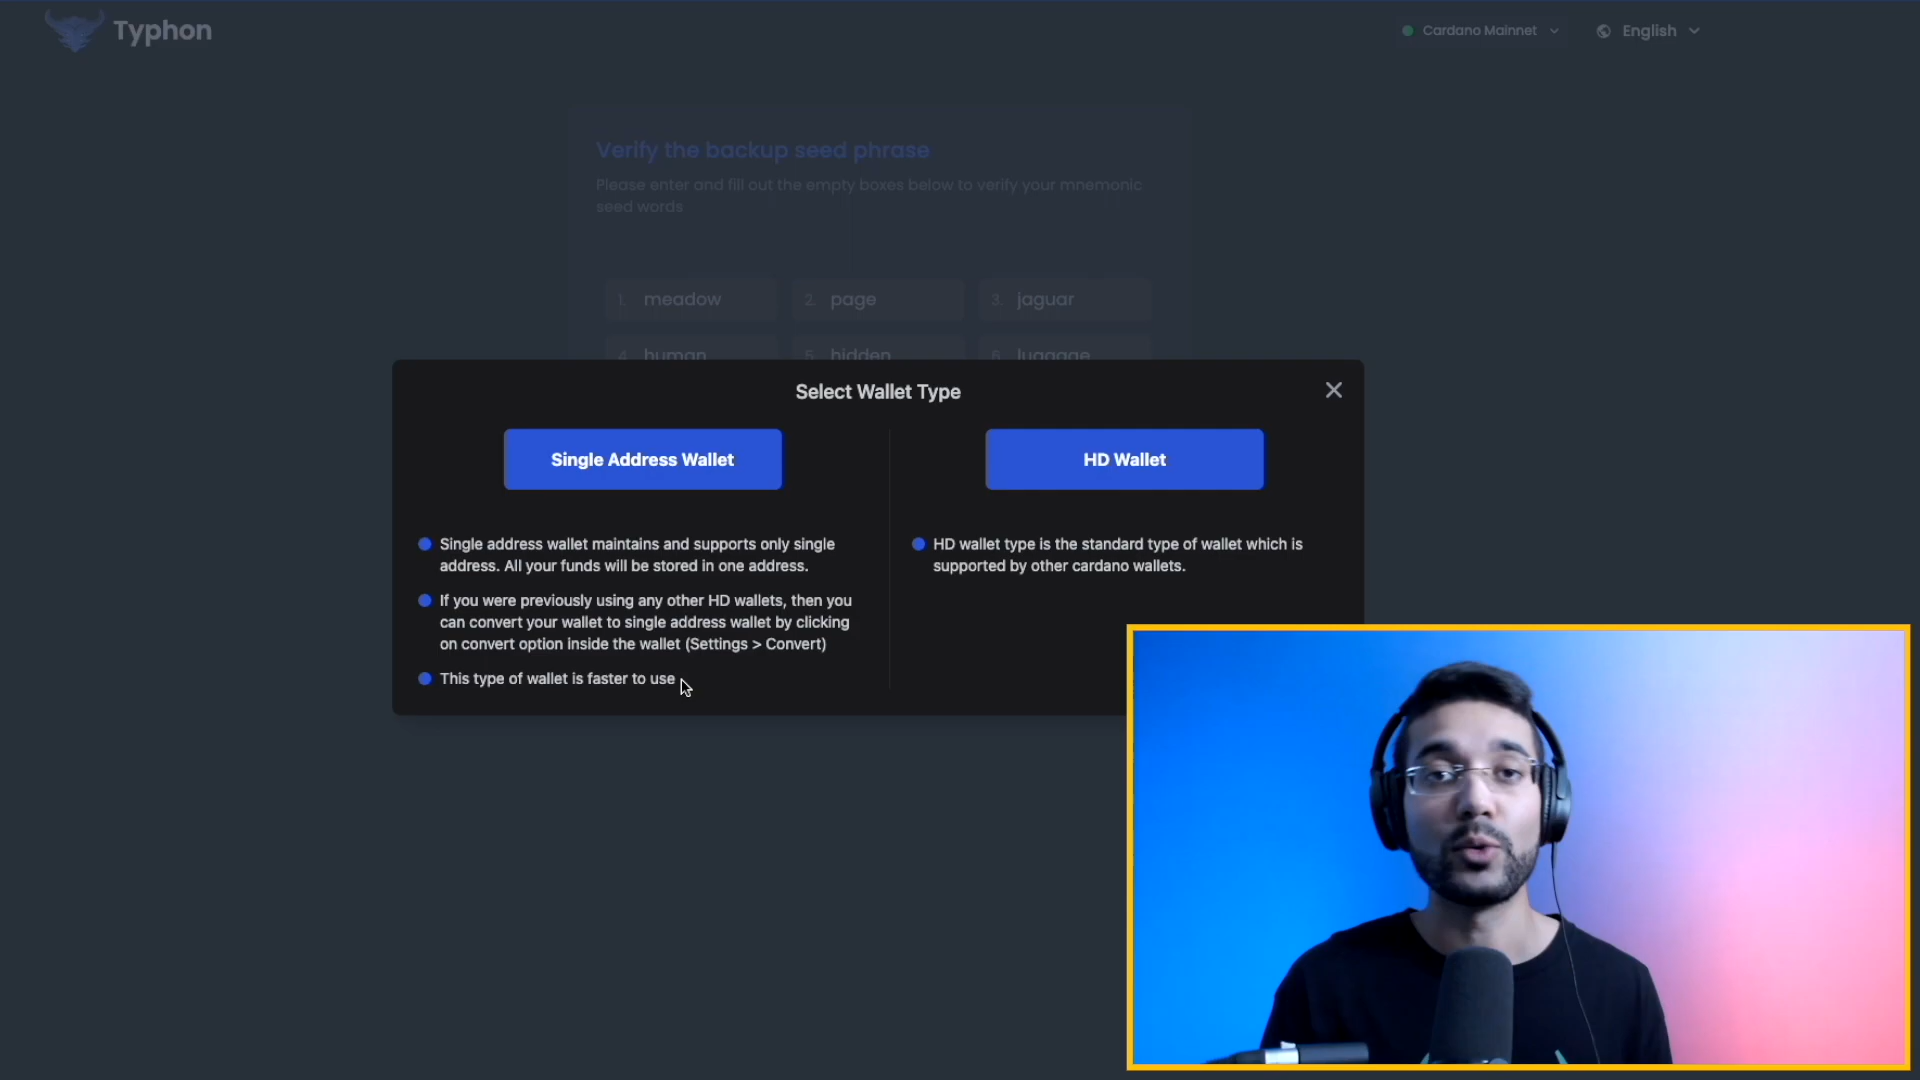 Typhon
Cardano Mainnet
English
Verify the backup seed phrase
Please enter and fill out the empty boxes below to verify your mnemonic
seed words
1. meadow 2. page 3. jaguar
4. human 5. hidden 6. luggage
Select Wallet Type
Single Address Wallet
HD Wallet
Single address wallet maintains and supports only single
address. All your funds will be stored in one address.
If you were previously using any other HD wallets, then you
can convert your wallet to single address wallet by clicking
on convert option inside the wallet (Settings > Convert)
This type of wallet is faster to use
HD wallet type is the standard type of wallet which is
supported by other cardano wallets.